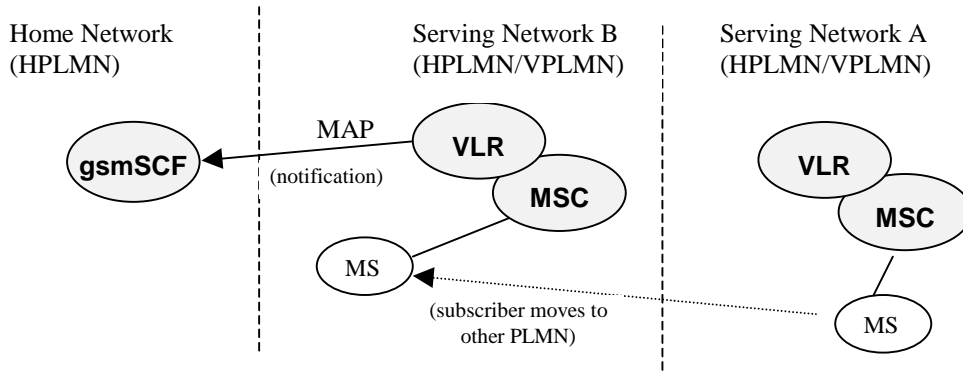 Home Network
(HPLMN)
Serving Network B
(HPLMN/VPLMN)
Serving Network A
(HPLMN/VPLMN)
gsmSCF
MAP
(notification)
VLR
MSC
MS
(subscriber moves to
other PLMN)
VLR
MSC
MS